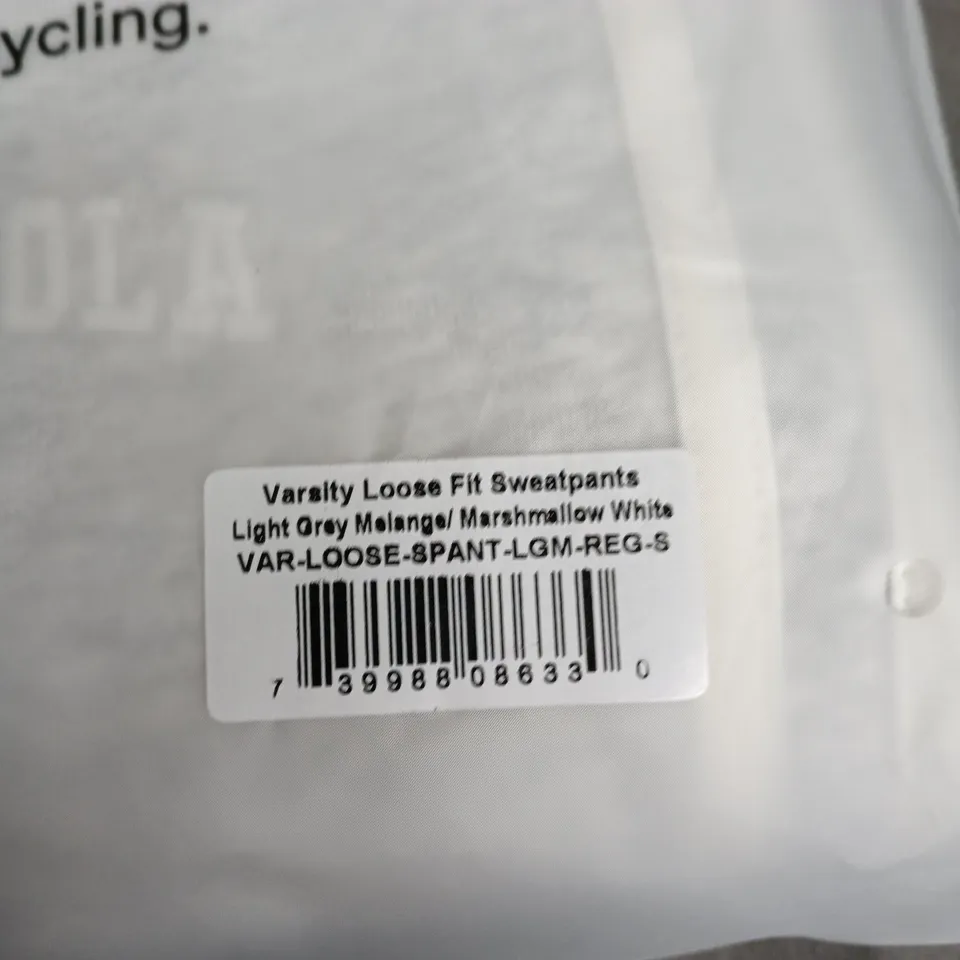 ycling.
OLA
Varsity Loose Fit Sweatpants
Light Grey Melange/ Marshmallow White
VAR-LOOSE-SPANT-LGM-REG-S
7 39988 08633 0